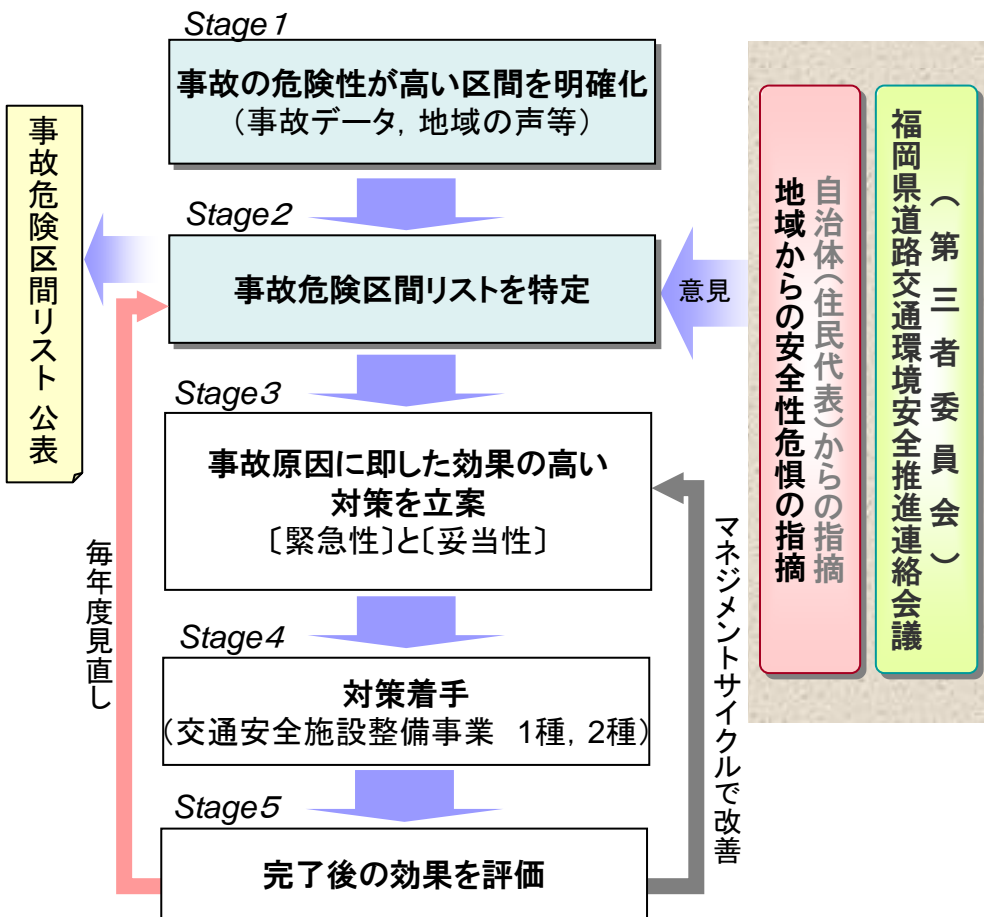 Stage1
事故の危険性が高い区間を明確化
（事故データ，地域の声等）
Stage2
事故危険区間リストを特定
意見
事故危険区間リスト 公表
Stage3
事故原因に即した効果の高い
対策を立案
〔緊急性〕と〔妥当性〕
Stage4
対策着手
（交通安全施設整備事業　1種，2種）
Stage5
完了後の効果を評価
毎年度見直し
マネジメントサイクルで改善
（第三者委員会）
福岡県道路交通環境安全推進連絡会議
自治体（住民代表）からの指摘
地域からの安全性危惧の指摘